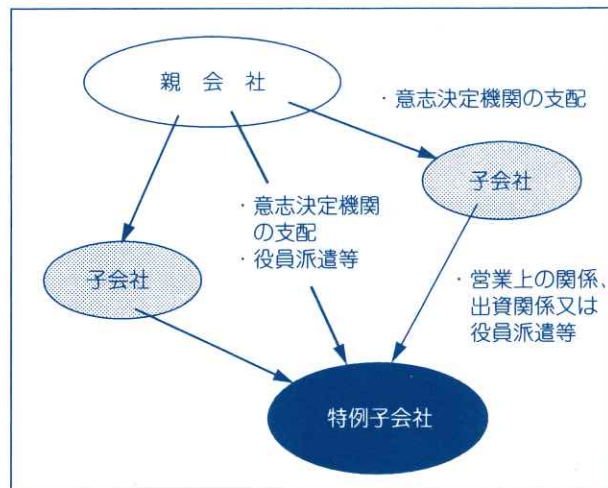 親 会 社
・意志決定機関の支配
子会社
・意志決定機関
の支配
・役員派遣等
子会社
・営業上の関係、
出資関係又は
役員派遣等
特例子会社